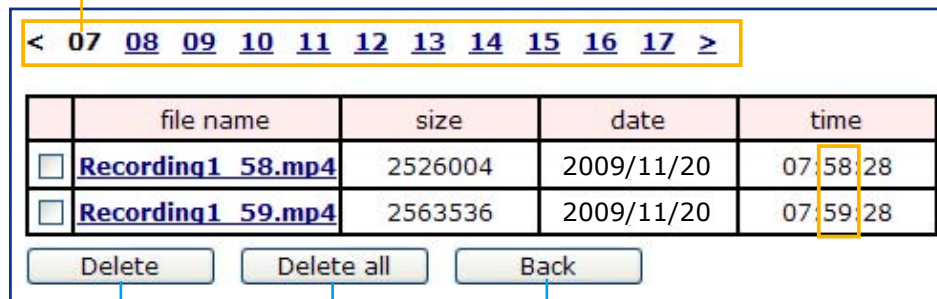 < 07 08 09 10 11 12 13 14 15 16 17 >
file name size date time
Recording1_58.mp4 2526004 2009/11/20 07:58:28
Recording1_59.mp4 2563536 2009/11/20 07:59:28
Delete Delete all Back